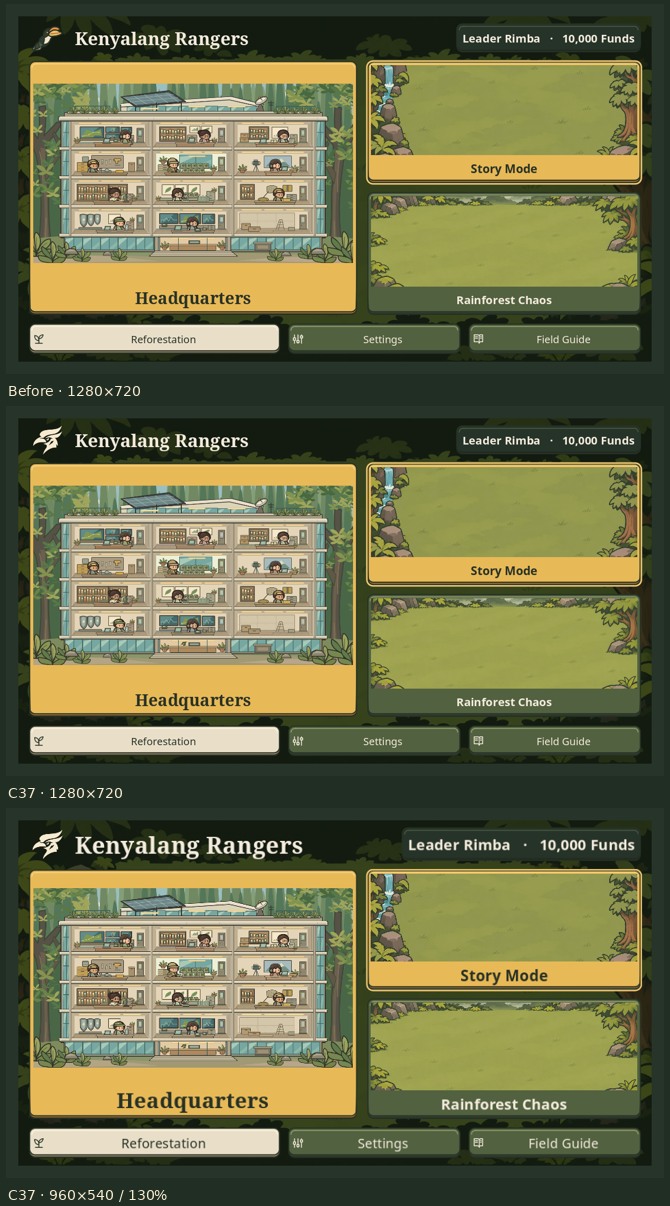 Kenyalang Rangers
Leader Rimba · 10,000 Funds
Headquarters
Story Mode
Rainforest Chaos
Reforestation
Settings
Field Guide
Before · 1280×720
Kenyalang Rangers
Leader Rimba · 10,000 Funds
Headquarters
Story Mode
Rainforest Chaos
Reforestation
Settings
Field Guide
C37 · 1280×720
Kenyalang Rangers
Leader Rimba · 10,000 Funds
Headquarters
Story Mode
Rainforest Chaos
Reforestation
Settings
Field Guide
C37 · 960×540 / 130%